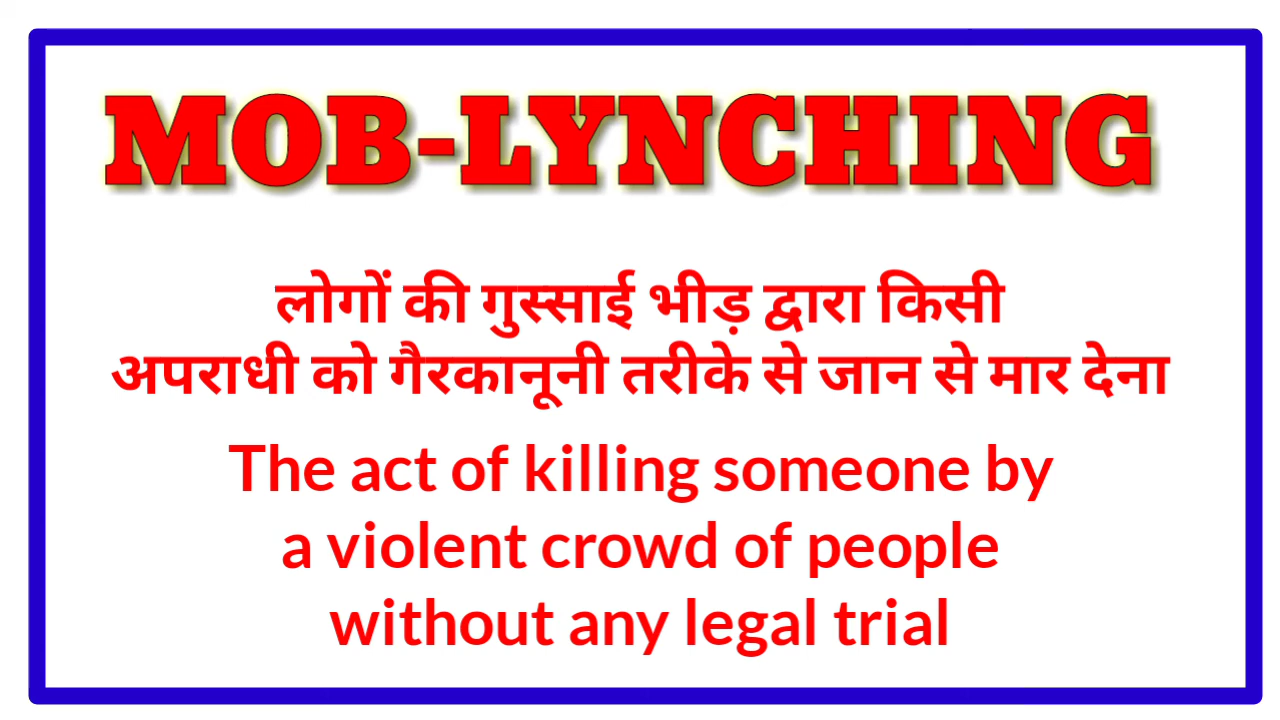 MOB-LYNCHING
लोगों की गुस्साई भीड़ द्वारा किसी
अपराधी को गैरकानूनी तरीके से जान से मार देना
The act of killing someone by
a violent crowd of people
without any legal trial